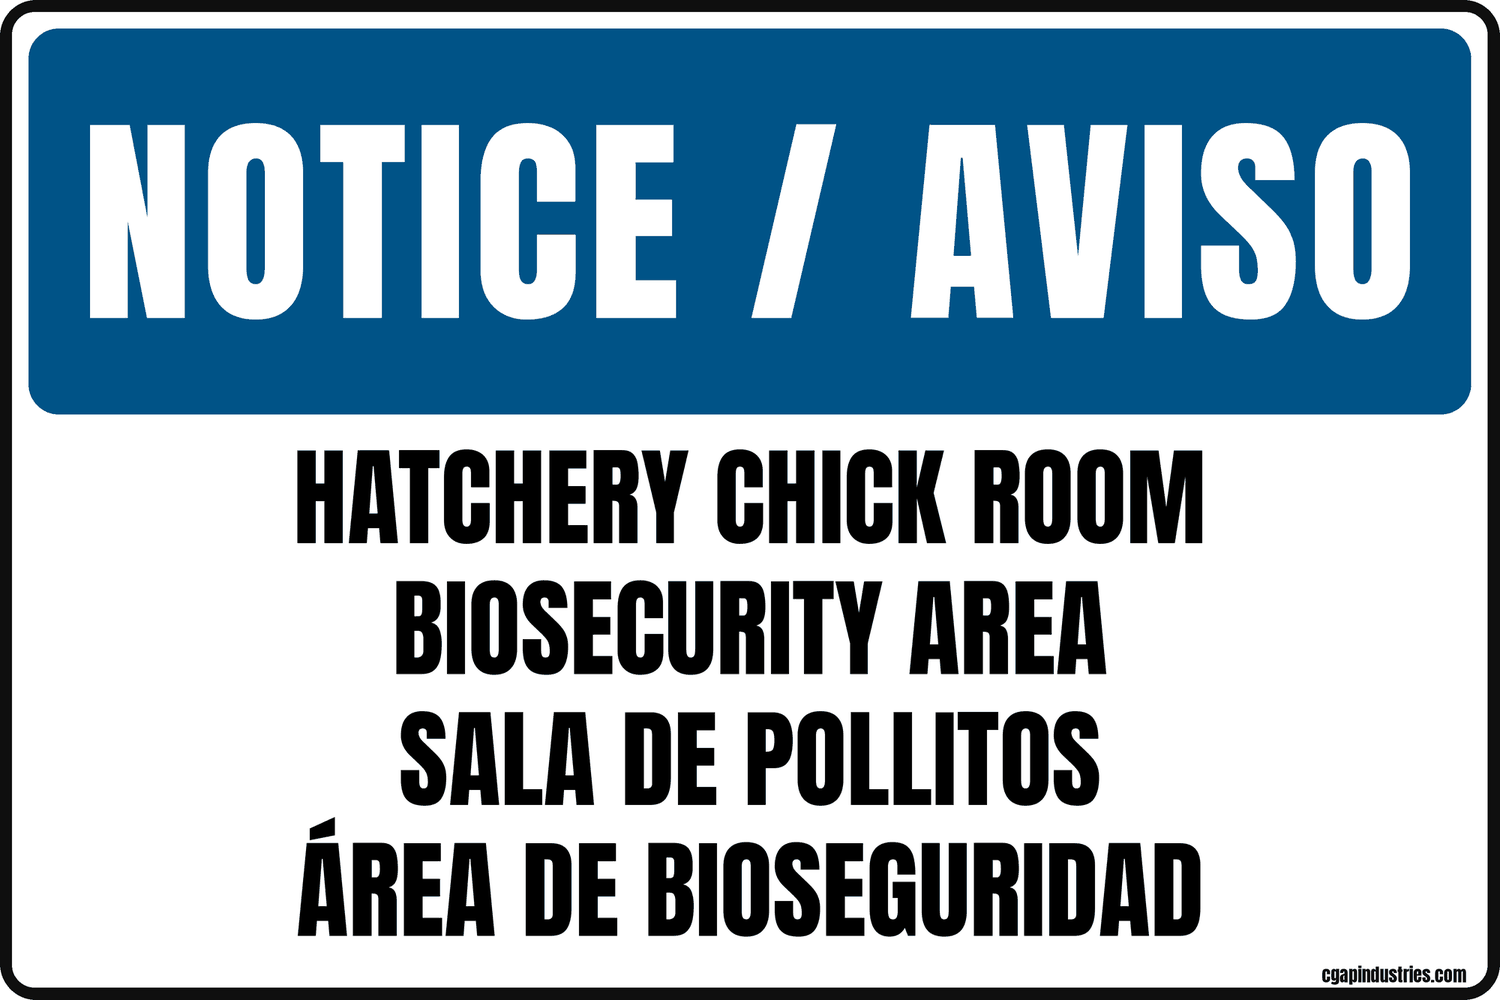 NOTICE / AVISO
HATCHERY CHICK ROOM
BIOSECURITY AREA
SALA DE POLLITOS
ÁREA DE BIOSEGURIDAD
cgapindustries.com